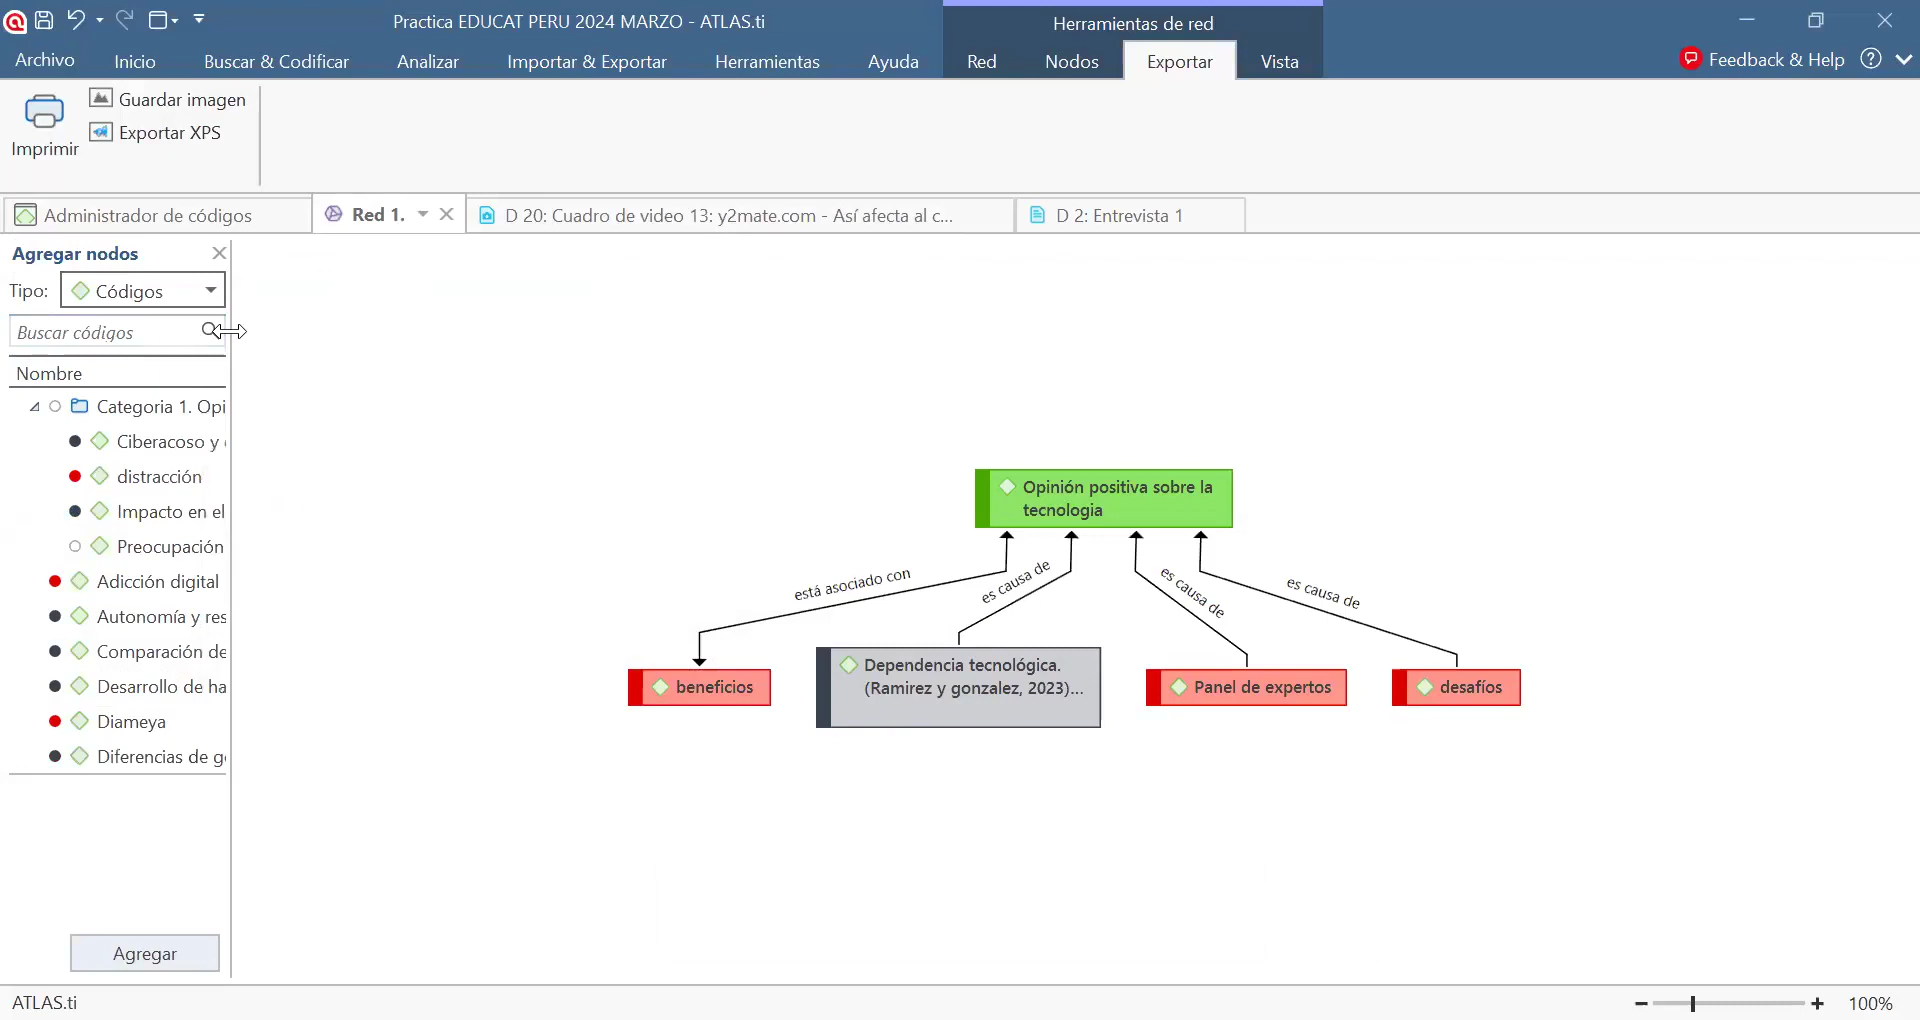 Practica EDUCAT PERU 2024 MARZO - ATLAS.ti
Herramientas de red
Archivo
Inicio
Buscar & Codificar
Analizar
Importar & Exportar
Herramientas
Ayuda
Red
Nodos
Exportar
Vista
Feedback & Help
Imprimir
Guardar imagen
Exportar XPS
Administrador de códigos
Red 1.
D 20: Cuadro de video 13: y2mate.com - Así afecta al c...
D 2: Entrevista 1
Agregar nodos
Tipo:
Códigos
Buscar códigos
Nombre
Categoria 1. Opi
Ciberacoso y
distracción
Impacto en el
Preocupación
Adicción digital
Autonomía y res
Comparación de
Desarrollo de ha
Diameya
Diferencias de g
Agregar
Opinión positiva sobre la
tecnologia
está asociado con
es causa de
es causa de
es causa de
beneficios
Dependencia tecnológica.
(Ramirez y gonzalez, 2023)...
Panel de expertos
desafíos
ATLAS.ti
100%